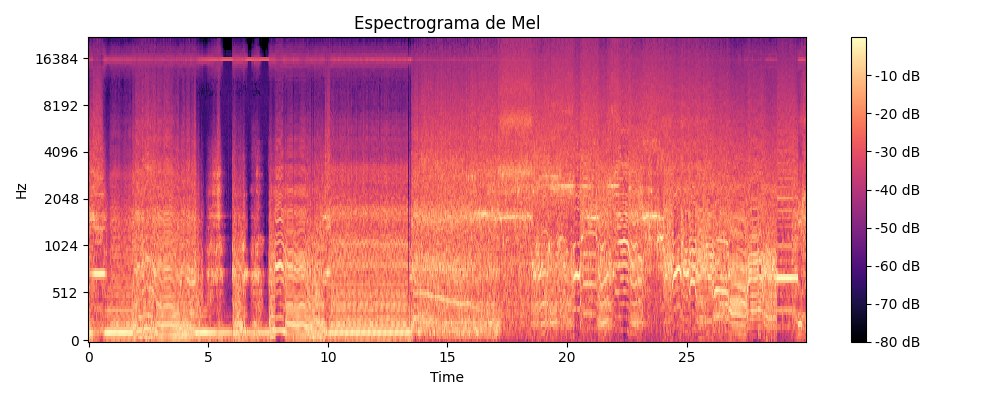 Espectrograma de Mel
Hz
16384
8192
4096
2048
1024
512
0
0 5 10 15 20 25
Time
-10 dB
-20 dB
-30 dB
-40 dB
-50 dB
-60 dB
-70 dB
-80 dB